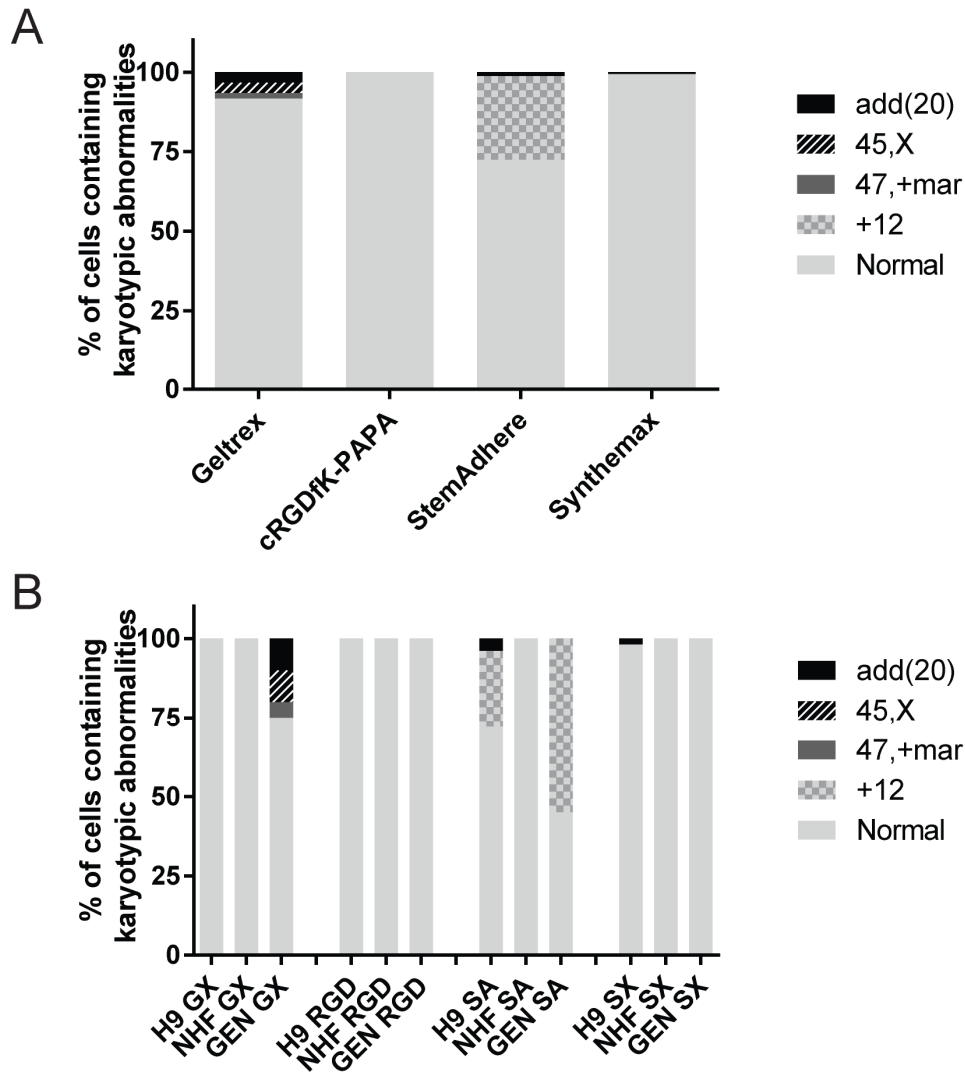 A
% of cells containing
karyotypic abnormalities
100
75
50
25
0
Geltrex
cRGDfK-PAPA
StemAdhere
Synthemax
add(20)
45,X
47,+mar
+12
Normal
B
% of cells containing
karyotypic abnormalities
100
75
50
25
0
H9 GX
NHF GX
GEN GX
H9 RGD
NHF RGD
GEN RGD
H9 SA
NHF SA
GEN SA
H9 SX
NHF SX
GEN SX
add(20)
45,X
47,+mar
+12
Normal